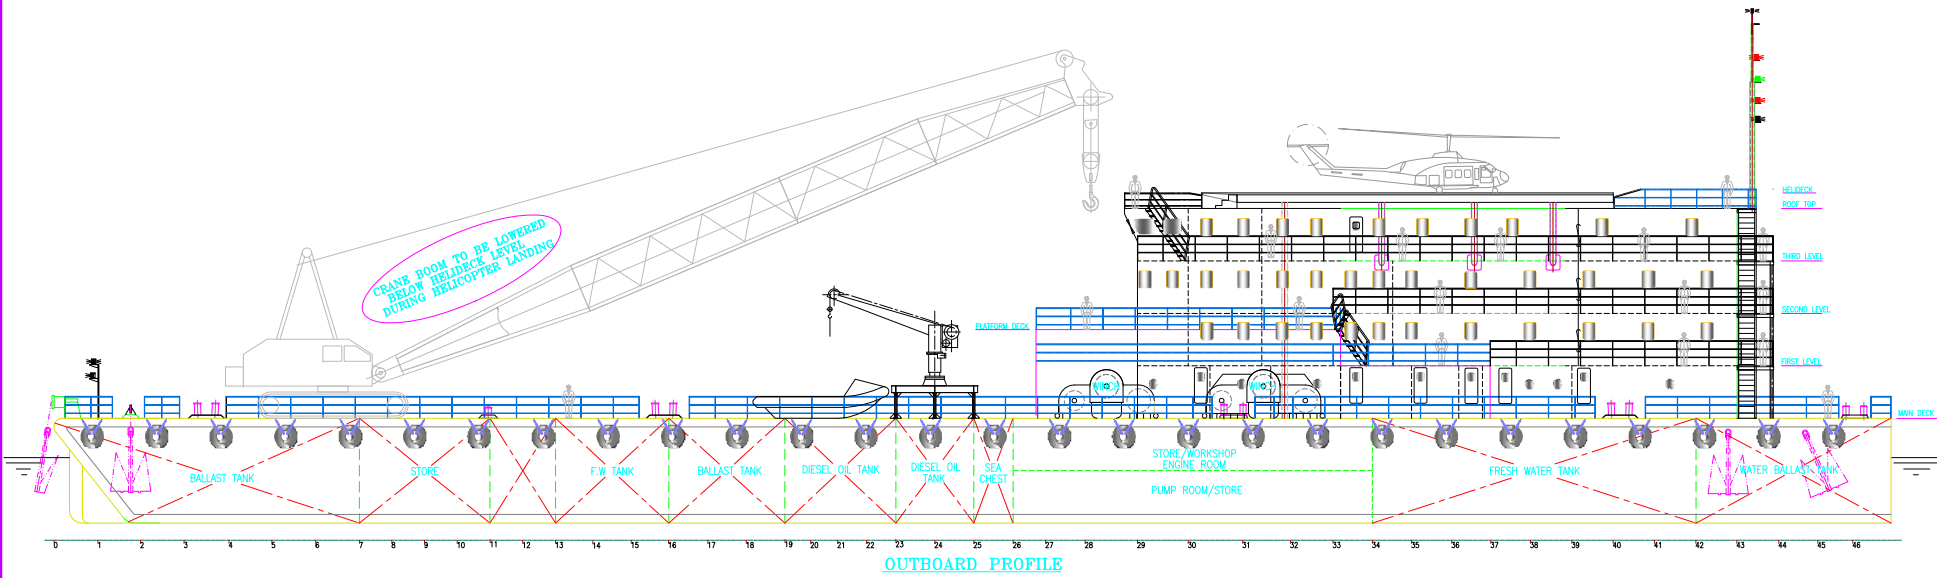 HELIDECK
ROOF TOP
CRANE BOOM TO BE LOWERED
BELOW HELIDECK LEVEL
DURING HELICOPTER LANDING
THIRD LEVEL
SECOND LEVEL
PLATFORM DECK
FIRST LEVEL
WINCH
WINCH
MAIN DECK
BALLAST TANK
STORE
F.W TANK
BALLAST TANK
DIESEL OIL TANK
DIESEL OIL
TANK
SEA
CHEST
STORE/WORKSHOP
ENGINE ROOM
PUMP ROOM/STORE
FRESH WATER TANK
WATER BALLAST TANK
0 1 2 3 4 5 6 7 8 9 10 11 12 13 14 15 16 17 18 19 20 21 22 23 24 25 26 27 28 29 30 31 32 33 34 35 36 37 38 39 40 41 42 43 44 45 46
OUTBOARD PROFILE